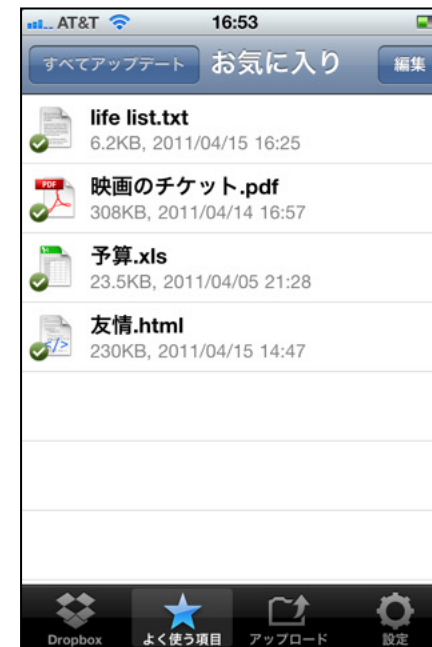 AT&T 16:53
すべてアップデート お気に入り 編集
life list.txt
6.2KB, 2011/04/15 16:25
PDF
映画のチケット.pdf
308KB, 2011/04/14 16:57
予算.xls
23.5KB, 2011/04/05 21:28
友情.html
230KB, 2011/04/15 14:47
Dropbox よく使う項目 アップロード 設定